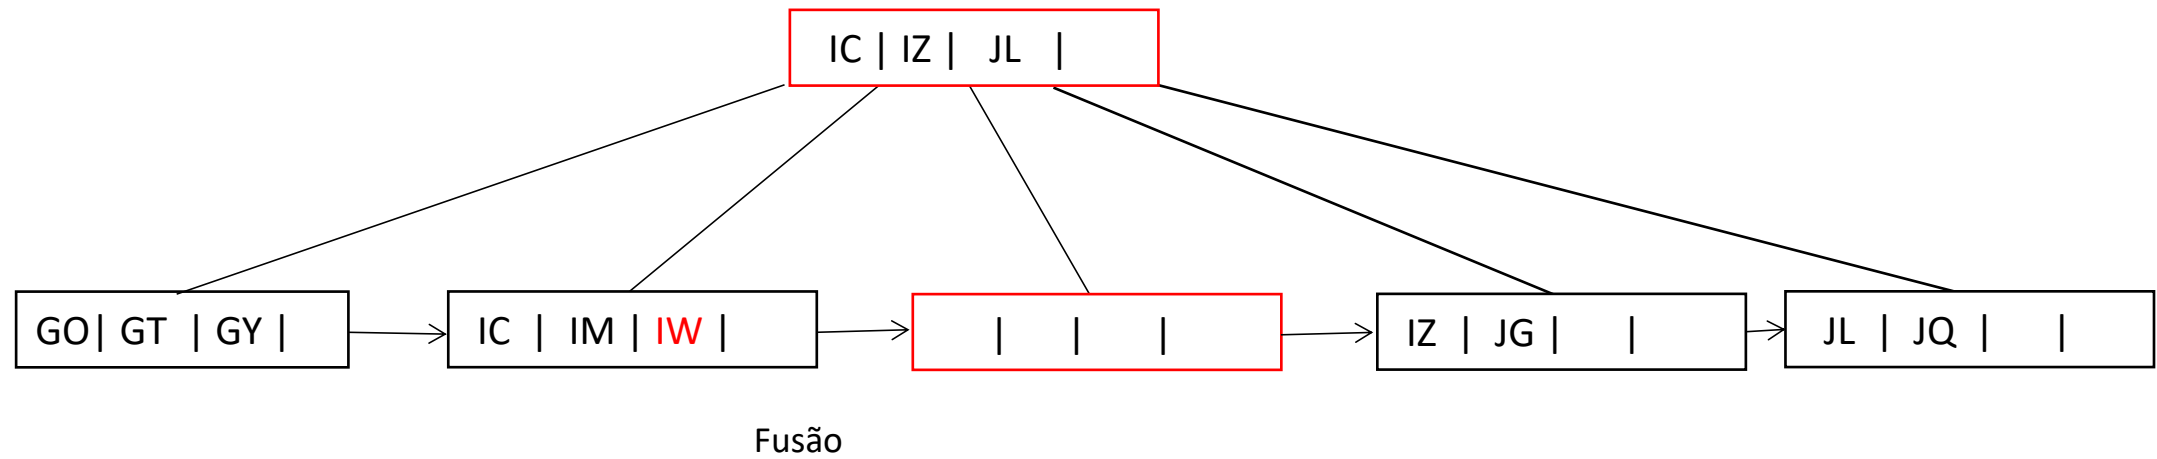 IC | IZ | JL |
GO| GT | GY |
IC | IM | IW |
| | |
IZ | JG | |
JL | JQ | |
Fusão